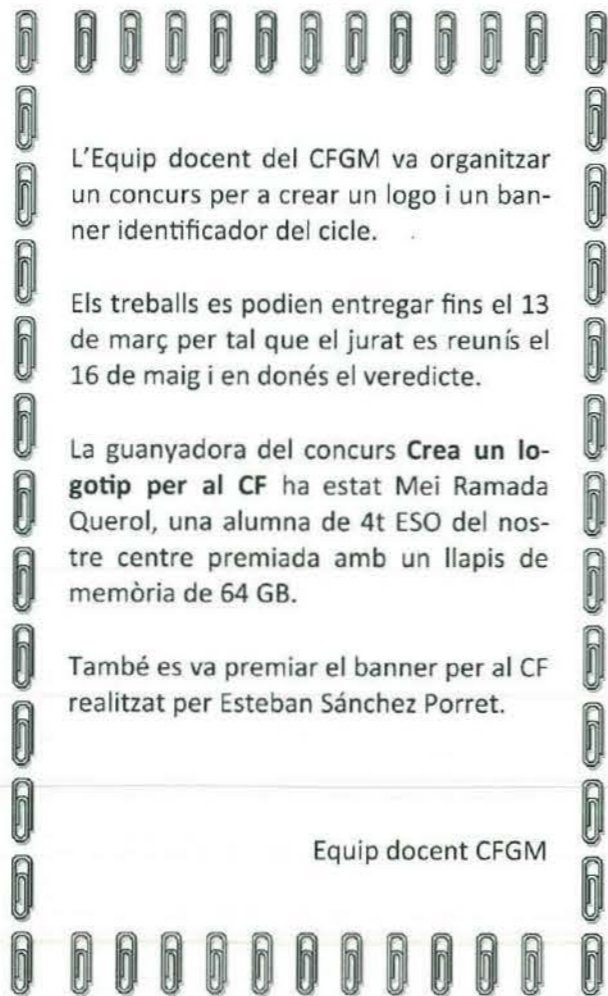 L'Equip docent del CFGM va organitzar
un concurs per a crear un logo i un ban-
ner identificador del cicle.
Els treballs es podien entregar fins el 13
de març per tal que el jurat es reunís el
16 de maig i en donés el veredicte.
La guanyadora del concurs Crea un lo-
gotip per al CF ha estat Mei Ramada
Querol, una alumna de 4t ESO del nos-
tre centre premiada amb un llapis de
memòria de 64 GB.
També es va premiar el banner per al CF
realitzat per Esteban Sánchez Porret.
Equip docent CFGM